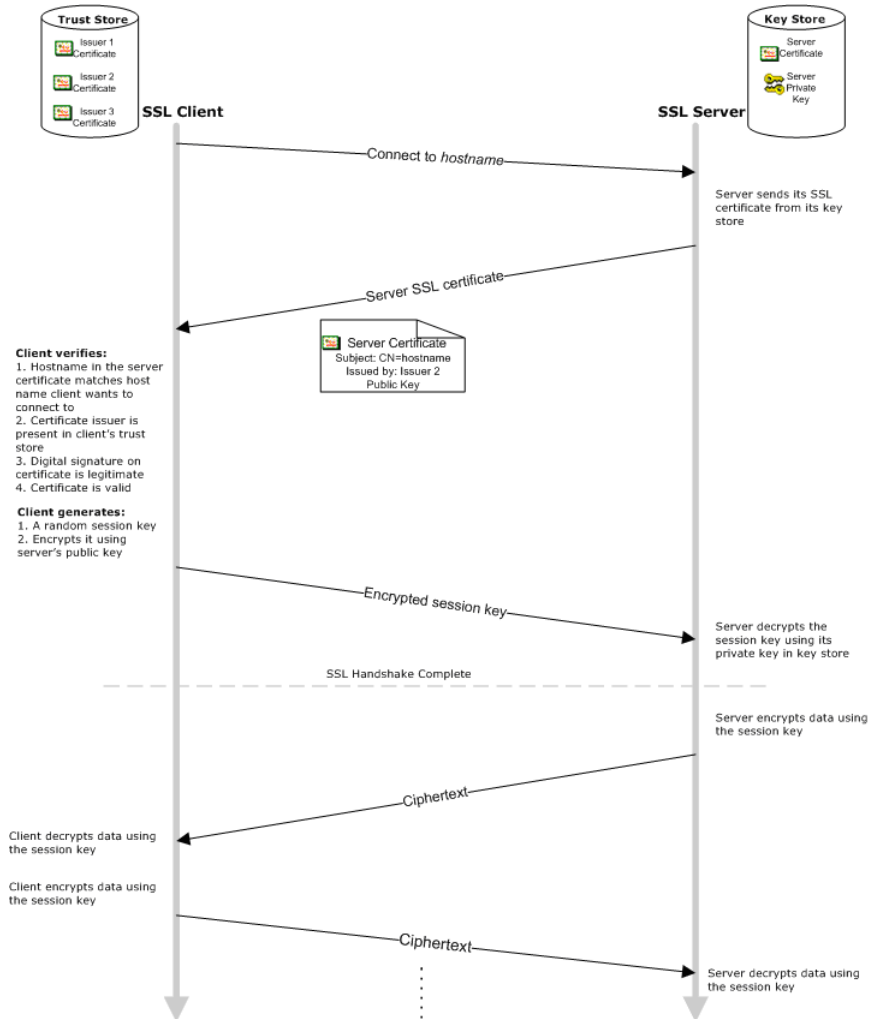 Trust Store
Issuer 1
Certificate
Issuer 2
Certificate
Issuer 3
Certificate
SSL Client
Key Store
Server
Certificate
Server
Private
Key
SSL Server
Connect to hostname
Server sends its SSL
certificate from its key
store
Server SSL certificate
Server Certificate
Subject: CN=hostname
Issued by: Issuer 2
Public Key
Client verifies:
1. Hostname in the server
certificate matches host
name client wants to
connect to
2. Certificate issuer is
present in client's trust
store
3. Digital signature on
certificate is legitimate
4. Certificate is valid
Client generates:
1. A random session key
2. Encrypts it using
server's public key
Encrypted session key
Server decrypts the
session key using its
private key in key store
SSL Handshake Complete
Server encrypts data using
the session key
Ciphertext
Client decrypts data using
the session key
Client encrypts data using
the session key
Ciphertext
Server decrypts data using
the session key